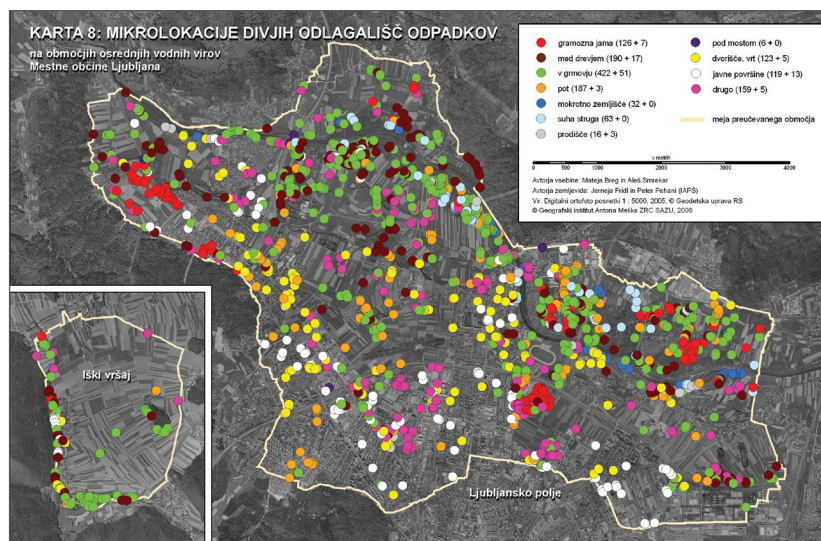 KARTA 8: MIKROLOKACIJE DIVJIH ODLAGALIŠČ ODPADKOV
na območjih osrednjih vodnih virov
Mestne občine Ljubljana
gramozna jama (126 + 7)
med drevjem (190 + 17)
v grmovju (422 + 51)
pot (187 + 3)
mokrotno zemljišče (32 + 0)
suha struga (63 + 0)
prodišče (16 + 3)
pod mostom (6 + 0)
dvorišče, vrt (123 + 5)
javne površine (119 + 13)
drugo (159 + 5)
meja preučevanega območja
v metrih
0 1000 2000 3000 4000
Avtorja vsebine: Mateja Breg in Aleš Smrekar
Avtorja zemljevida: Jerneja Fridl in Peter Pehani (IAPŠ)
Vir: Digitalni ortofoto posnetki 1 : 5000, 2005, © Geodetska uprava RS
© Geografski inštitut Antona Melika ZRC SAZU, 2006
Iški vršaj
Ljubljansko polje